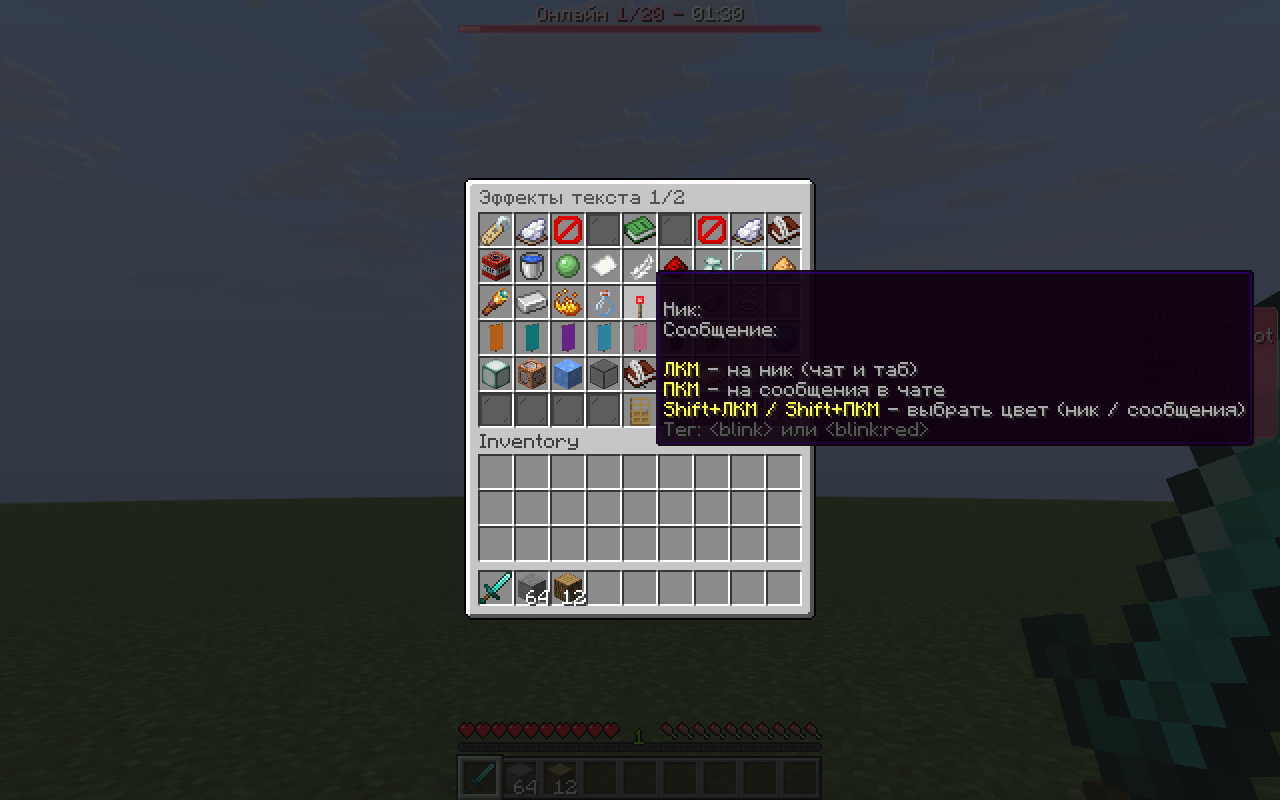 Онлайн 1/20 – 01:30
Эффекты текста 1/2
Ник:
Сообщение:
ЛКМ – на ник (чат и таб)
ПКМ – на сообщения в чате
Shift+ЛКМ / Shift+ПКМ – выбрать цвет (ник / сообщения)
Тег: <blink> или <blink:red>
Inventory
64
12
1
64
12